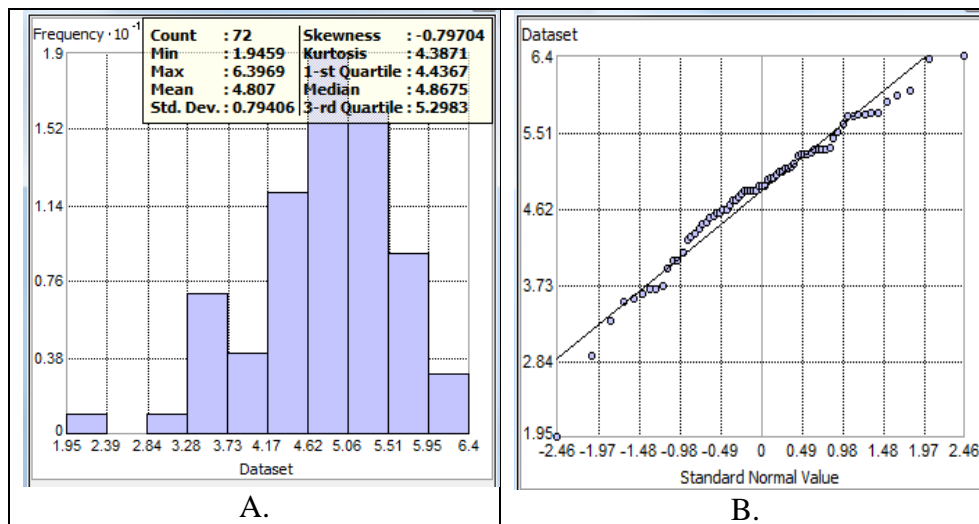 Frequency · 10⁻¹
Count : 72 Skewness : -0.79704
Min : 1.9459 Kurtosis : 4.3871
Max : 6.3969 1-st Quartile : 4.4367
Mean : 4.807 Median : 4.8675
Std. Dev. : 0.79406 3-rd Quartile : 5.2983
1.9
1.52
1.14
0.76
0.38
0
1.95 2.39 2.84 3.28 3.73 4.17 4.62 5.06 5.51 5.95 6.4
Dataset
A.
Dataset
6.4
5.51
4.62
3.73
2.84
1.95
-2.46 -1.97 -1.48 -0.98 -0.49 0 0.49 0.98 1.48 1.97 2.46
Standard Normal Value
B.